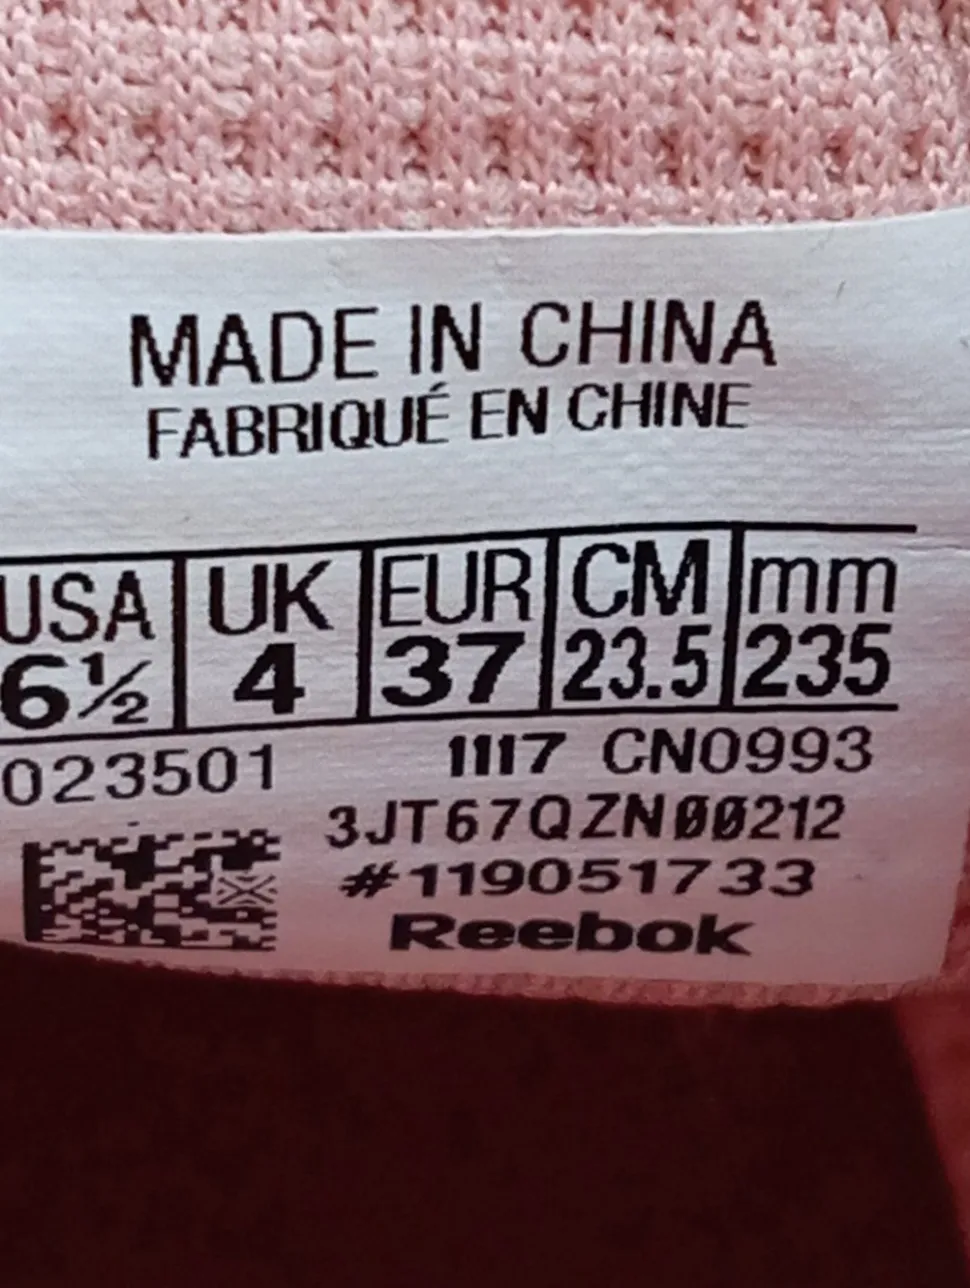 MADE IN CHINA
FABRIQUÉ EN CHINE
USA UK EUR CM mm
6½ 4 37 23.5 235
023501 1117 CN0993
3JT67QZN00212
#119051733
Reebok